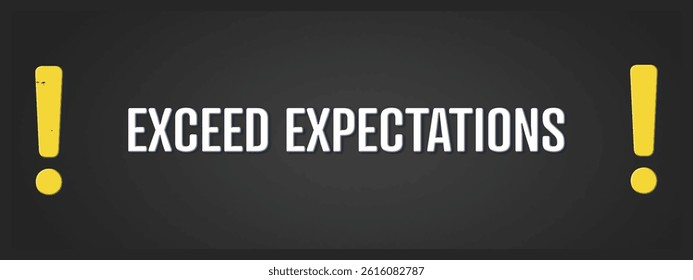 ! EXCEED EXPECTATIONS !
shutterstock.com · 2616082787